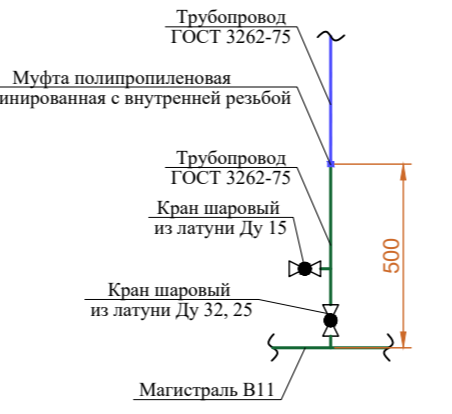 Трубопровод
ГОСТ 3262-75
Муфта полипропиленовая
с внутренней резьбой
Трубопровод
ГОСТ 3262-75
Кран шаровый
из латуни Ду 15
500
Кран шаровый
из латуни Ду 32, 25
Магистраль В11